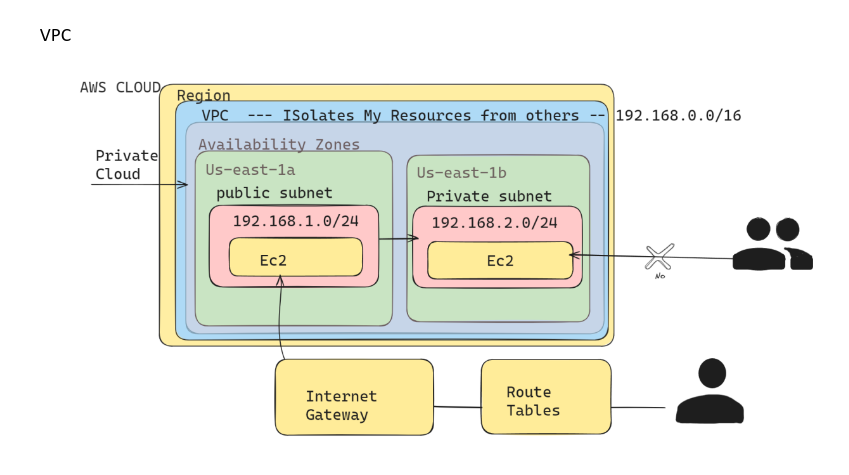 VPC
AWS CLOUD
Region
VPC --- ISolates My Resources from others -- 192.168.0.0/16
Availability Zones
Private
Cloud
Us-east-1a
public subnet
192.168.1.0/24
Ec2
Us-east-1b
Private subnet
192.168.2.0/24
Ec2
No
Internet
Gateway
Route
Tables